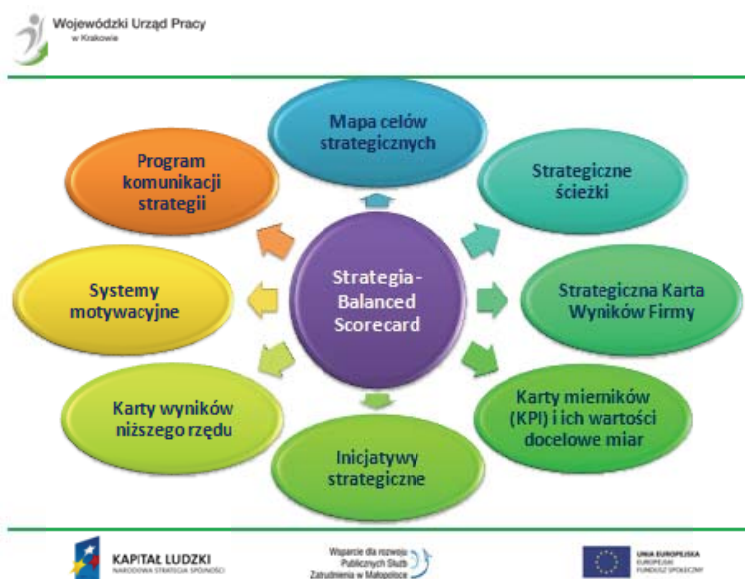 Wojewódzki Urząd Pracy
w Krakowie
Mapa celów
strategicznych
Strategiczne
ścieżki
Strategiczna Karta
Wyników Firmy
Karty mierników
(KPI) i ich wartości
docelowe miar
Inicjatywy
strategiczne
Karty wyników
niższego rzędu
Systemy
motywacyjne
Program
komunikacji
strategii
Strategia-
Balanced
Scorecard
KAPITAŁ LUDZKI
NARODOWA STRATEGIA SPÓJNOŚCI
Wsparcie dla rozwoju
Publicznych Służb
Zatrudnienia w Małopolsce
UNIA EUROPEJSKA
EUROPEJSKI
FUNDUSZ SPOŁECZNY